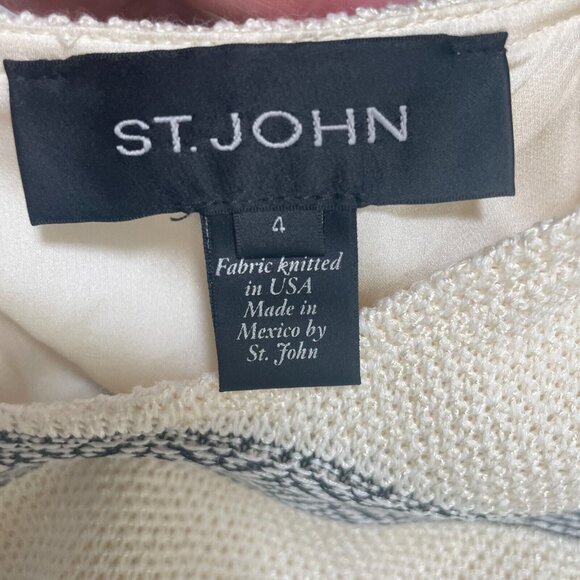 ST. JOHN
4
Fabric knitted
in USA
Made in
Mexico by
St. John